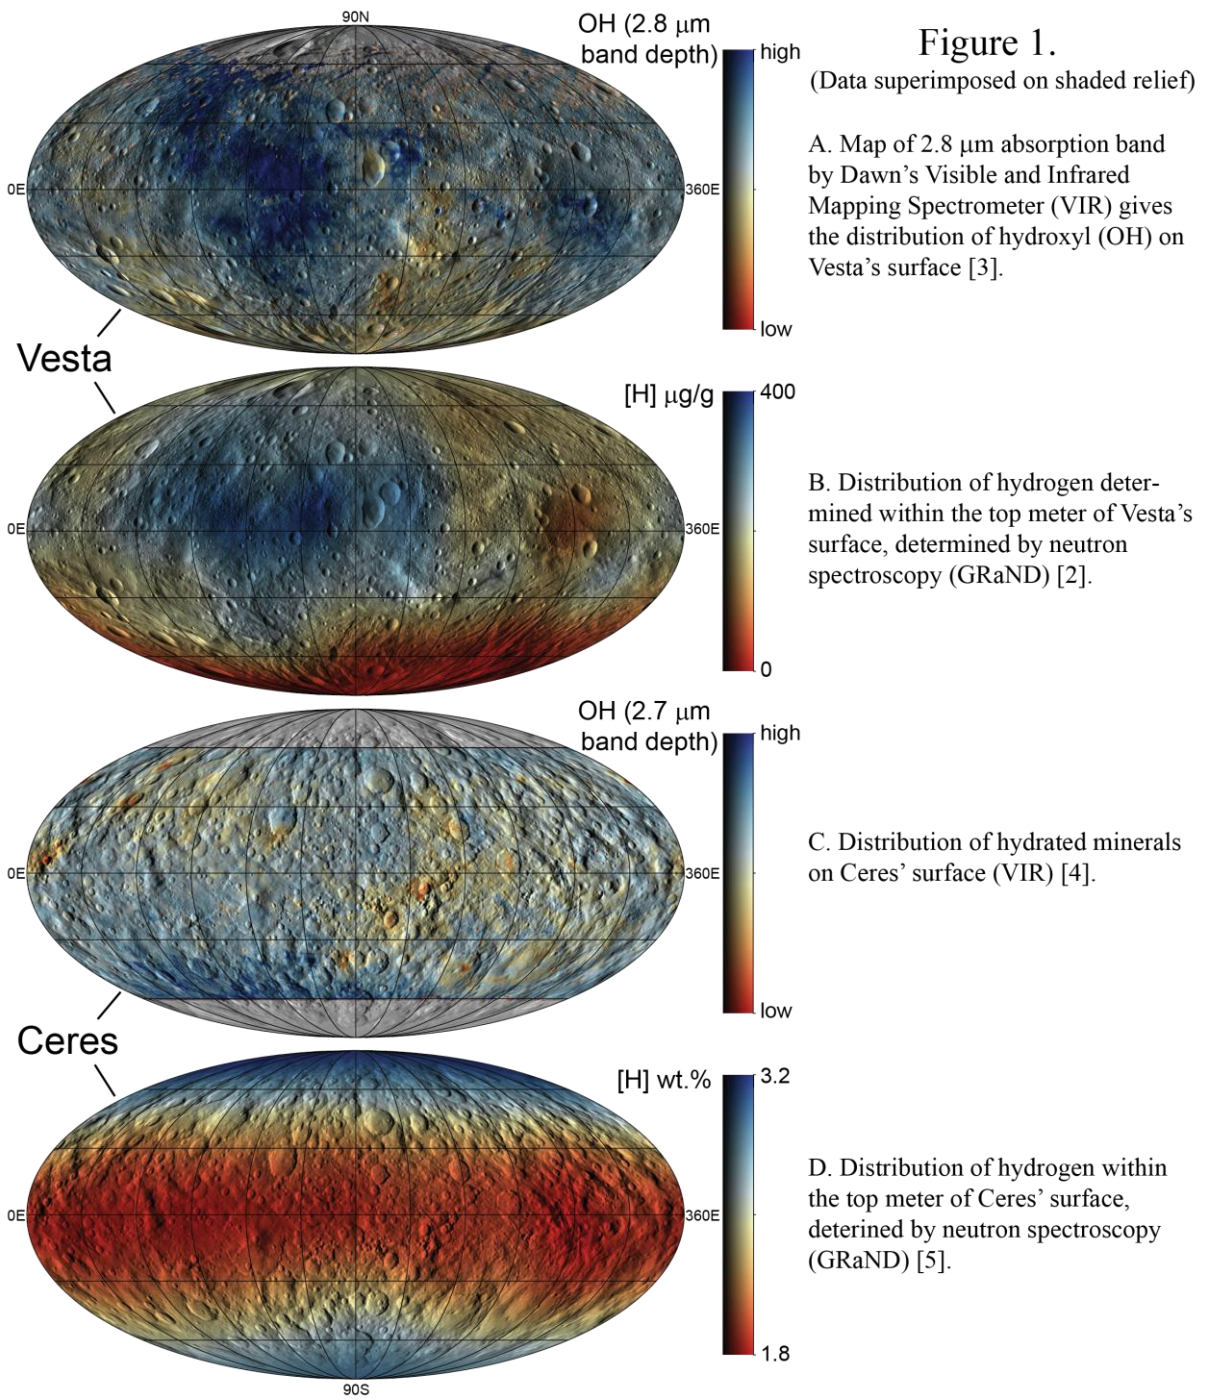 90N
OH (2.8 μm
band depth)
high
0E
360E
low
Figure 1.
(Data superimposed on shaded relief)
A. Map of 2.8 μm absorption band
by Dawn’s Visible and Infrared
Mapping Spectrometer (VIR) gives
the distribution of hydroxyl (OH) on
Vesta’s surface [3].
Vesta
[H] μg/g
400
0E
360E
0
B. Distribution of hydrogen deter-
mined within the top meter of Vesta’s
surface, determined by neutron
spectroscopy (GRaND) [2].
OH (2.7 μm
band depth)
high
0E
360E
low
C. Distribution of hydrated minerals
on Ceres’ surface (VIR) [4].
Ceres
[H] wt.%
3.2
0E
360E
1.8
90S
D. Distribution of hydrogen within
the top meter of Ceres’ surface,
deterined by neutron spectroscopy
(GRaND) [5].